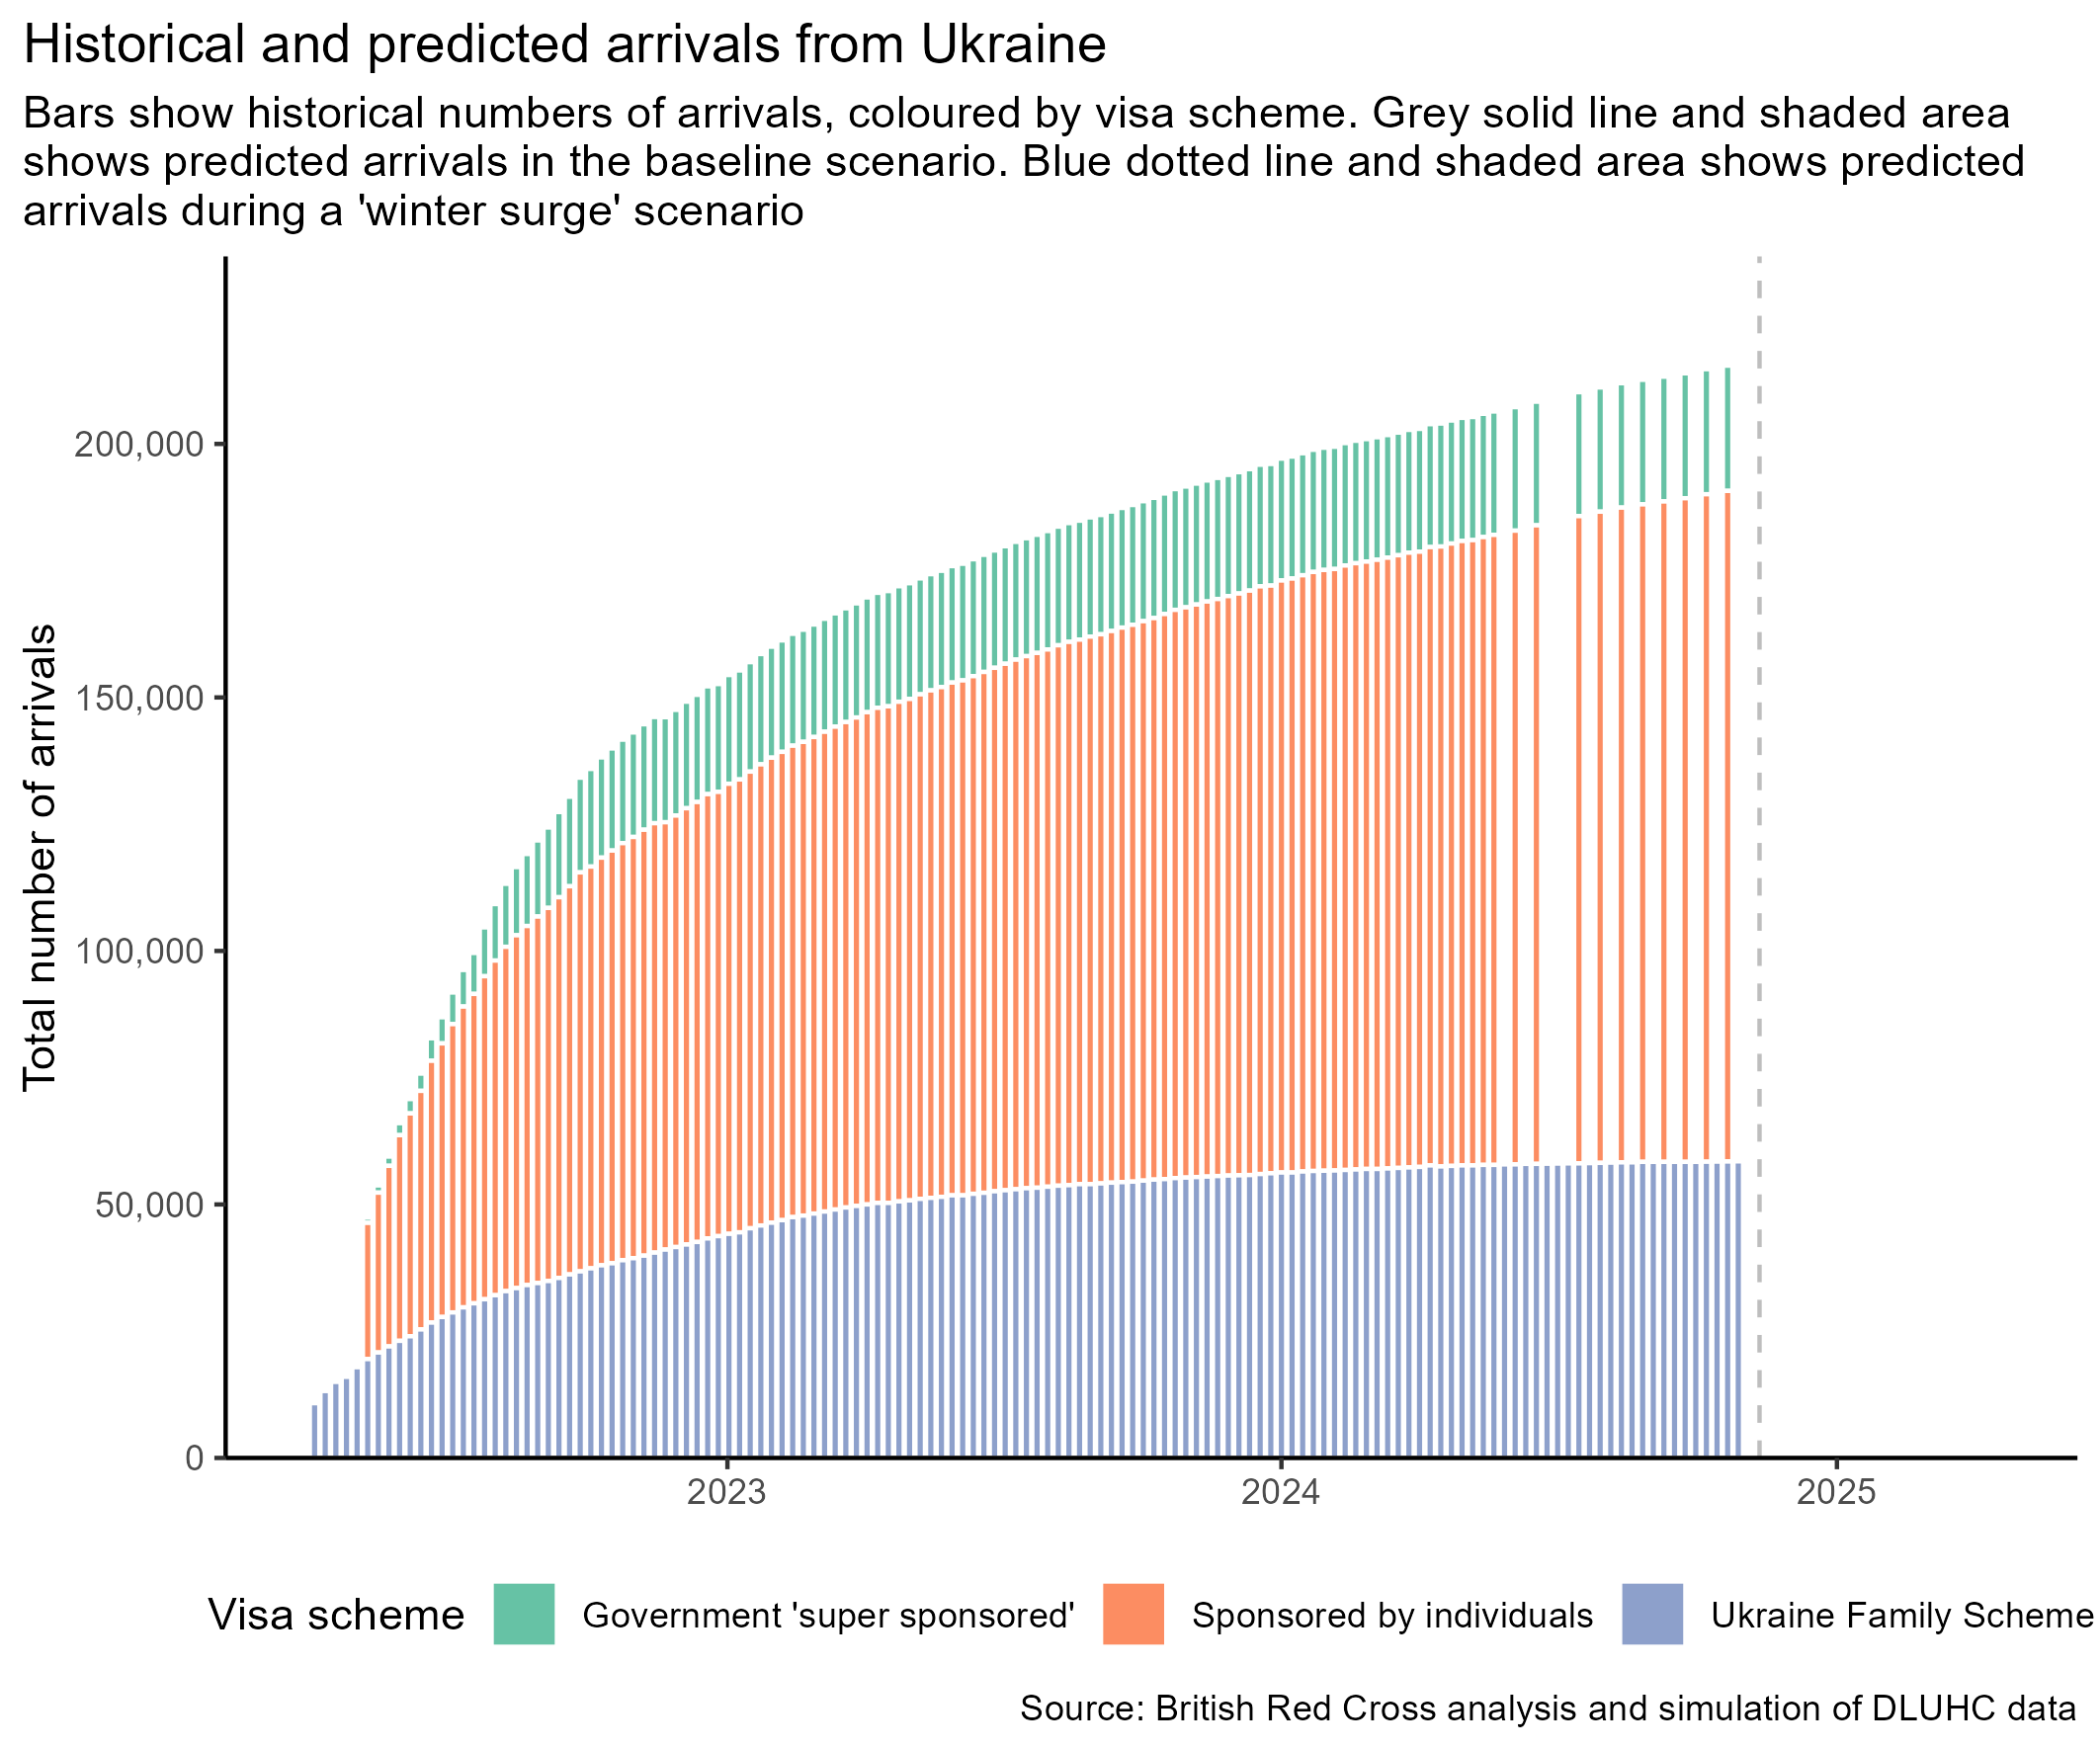 Historical and predicted arrivals from Ukraine
Bars show historical numbers of arrivals, coloured by visa scheme. Grey solid line and shaded area
shows predicted arrivals in the baseline scenario. Blue dotted line and shaded area shows predicted
arrivals during a 'winter surge' scenario
Total number of arrivals
200,000
150,000
100,000
50,000
0
2023
2024
2025
Visa scheme
Government 'super sponsored'
Sponsored by individuals
Ukraine Family Scheme
Source: British Red Cross analysis and simulation of DLUHC data